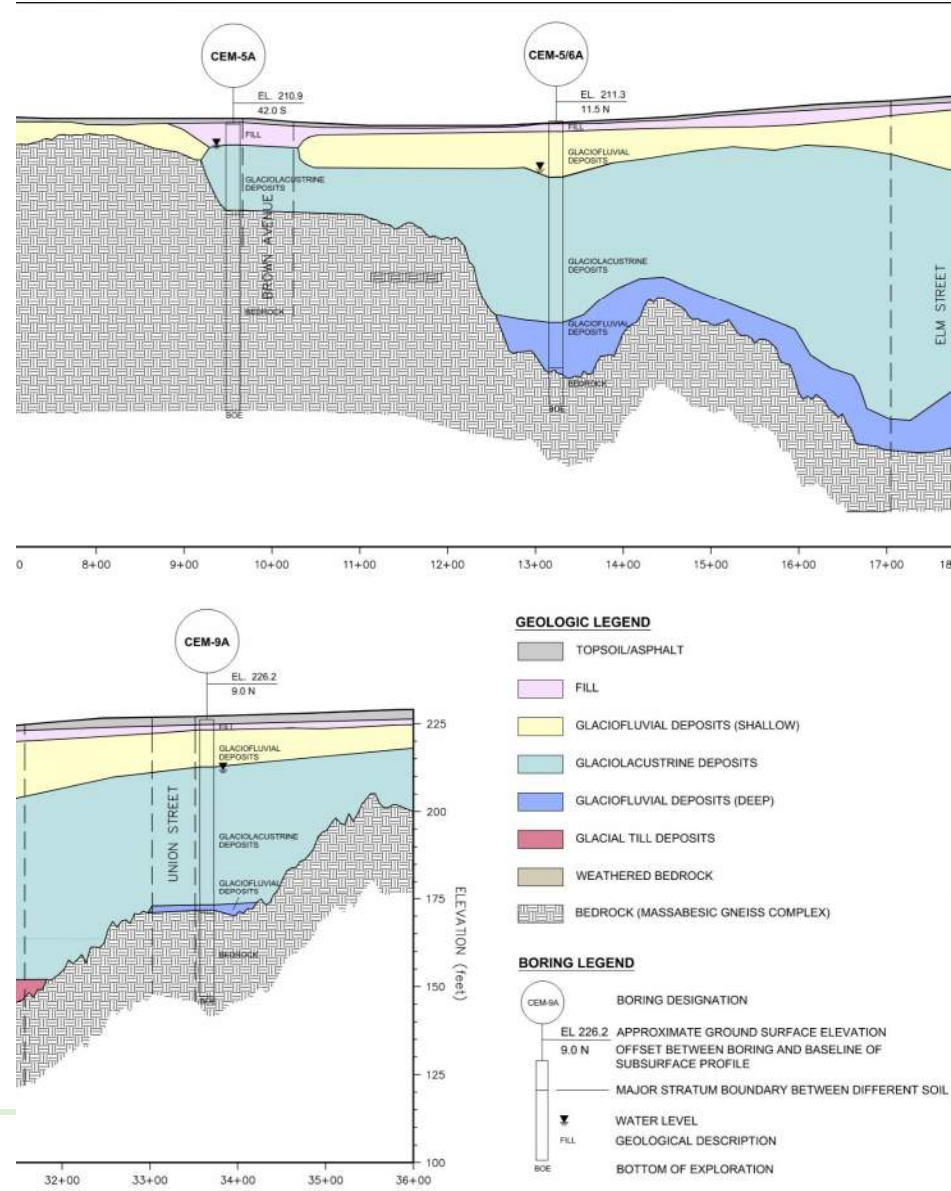 CEM-5A
EL. 210.9
42.0 S
FILL
GLACIOLACUSTRINE
DEPOSITS
BROWN AVENUE
BEDROCK
BOE
CEM-5/6A
EL. 211.3
11.5 N
FILL
GLACIOFLUVIAL
DEPOSITS
GLACIOLACUSTRINE
DEPOSITS
GLACIOFLUVIAL
DEPOSITS
BEDROCK
BOE
ELM STREET
0 8+00 9+00 10+00 11+00 12+00 13+00 14+00 15+00 16+00 17+00 18
CEM-9A
EL. 226.2
9.0 N
FILL
GLACIOFLUVIAL
DEPOSITS
UNION STREET
GLACIOLACUSTRINE
DEPOSITS
GLACIOFLUVIAL
DEPOSITS
BEDROCK
BOE
225
200
175
150
125
100
ELEVATION (feet)
32+00 33+00 34+00 35+00 36+00
GEOLOGIC LEGEND
TOPSOIL/ASPHALT
FILL
GLACIOFLUVIAL DEPOSITS (SHALLOW)
GLACIOLACUSTRINE DEPOSITS
GLACIOFLUVIAL DEPOSITS (DEEP)
GLACIAL TILL DEPOSITS
WEATHERED BEDROCK
BEDROCK (MASSABESIC GNEISS COMPLEX)
BORING LEGEND
CEM-9A BORING DESIGNATION
EL 226.2 APPROXIMATE GROUND SURFACE ELEVATION
9.0 N OFFSET BETWEEN BORING AND BASELINE OF
SUBSURFACE PROFILE
MAJOR STRATUM BOUNDARY BETWEEN DIFFERENT SOIL
WATER LEVEL
FILL GEOLOGICAL DESCRIPTION
BOE BOTTOM OF EXPLORATION